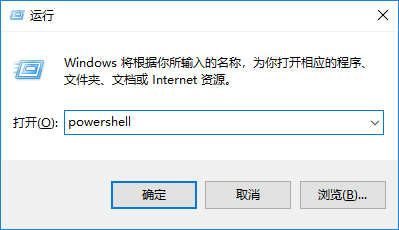 运行
Windows 将根据你所输入的名称，为你打开相应的程序、
文件夹、文档或 Internet 资源。
打开(O): powershell
确定 取消 浏览(B)...